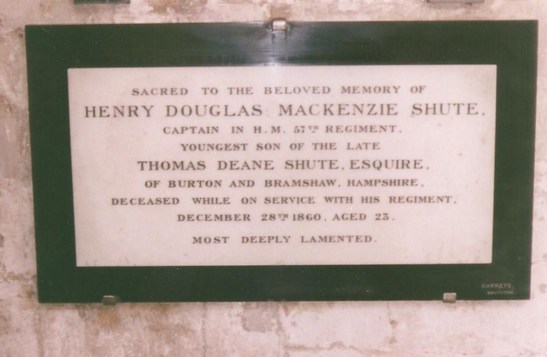 SACRED TO THE BELOVED MEMORY OF
HENRY DOUGLAS MACKENZIE SHUTE,
CAPTAIN IN H.M. 57TH REGIMENT,
YOUNGEST SON OF THE LATE
THOMAS DEANE SHUTE, ESQUIRE,
OF BURTON AND BRAMSHAW, HAMPSHIRE,
DECEASED WHILE ON SERVICE WITH HIS REGIMENT,
DECEMBER 28TH 1860, AGED 23.
MOST DEEPLY LAMENTED.